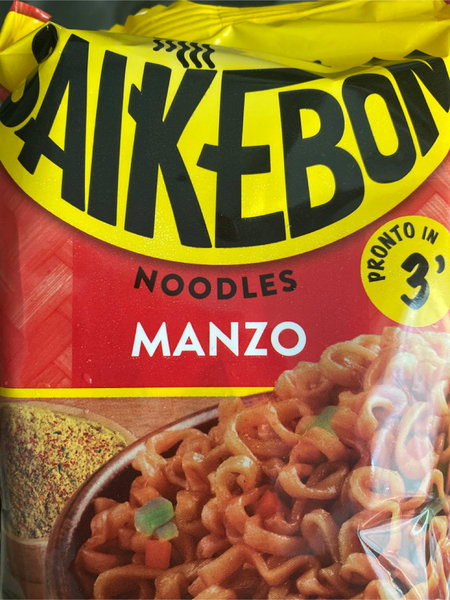 SAIKEBON
NOODLES
MANZO
PRONTO IN
3'